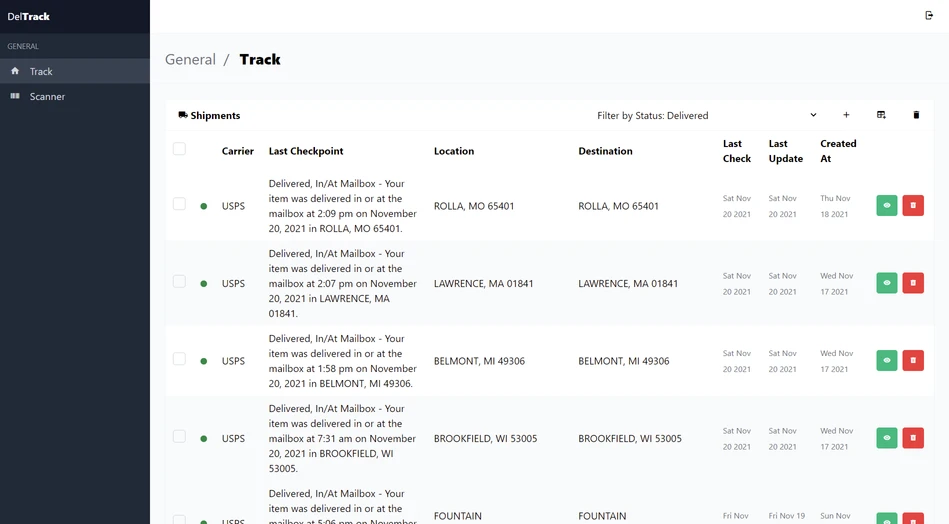 DelTrack
GENERAL
Track
Scanner
General / Track
Shipments
Filter by Status: Delivered
Carrier
Last Checkpoint
Location
Destination
Last
Check
Last
Update
Created
At
USPS
Delivered, In/At Mailbox - Your
item was delivered in or at the
mailbox at 2:09 pm on November
20, 2021 in ROLLA, MO 65401.
ROLLA, MO 65401
ROLLA, MO 65401
Sat Nov
20 2021
Sat Nov
20 2021
Thu Nov
18 2021
USPS
Delivered, In/At Mailbox - Your
item was delivered in or at the
mailbox at 2:07 pm on November
20, 2021 in LAWRENCE, MA
01841.
LAWRENCE, MA 01841
LAWRENCE, MA 01841
Sat Nov
20 2021
Sat Nov
20 2021
Wed Nov
17 2021
USPS
Delivered, In/At Mailbox - Your
item was delivered in or at the
mailbox at 1:58 pm on November
20, 2021 in BELMONT, MI 49306.
BELMONT, MI 49306
BELMONT, MI 49306
Sat Nov
20 2021
Sat Nov
20 2021
Wed Nov
17 2021
USPS
Delivered, In/At Mailbox - Your
item was delivered in or at the
mailbox at 7:31 am on November
20, 2021 in BROOKFIELD, WI
53005.
BROOKFIELD, WI 53005
BROOKFIELD, WI 53005
Sat Nov
20 2021
Sat Nov
20 2021
Wed Nov
17 2021
USPS
Delivered, In/At Mailbox - Your
item was delivered in or at the
mailbox at 5:06 pm on November
FOUNTAIN
FOUNTAIN
Fri Nov
Fri Nov 19
Sun Nov